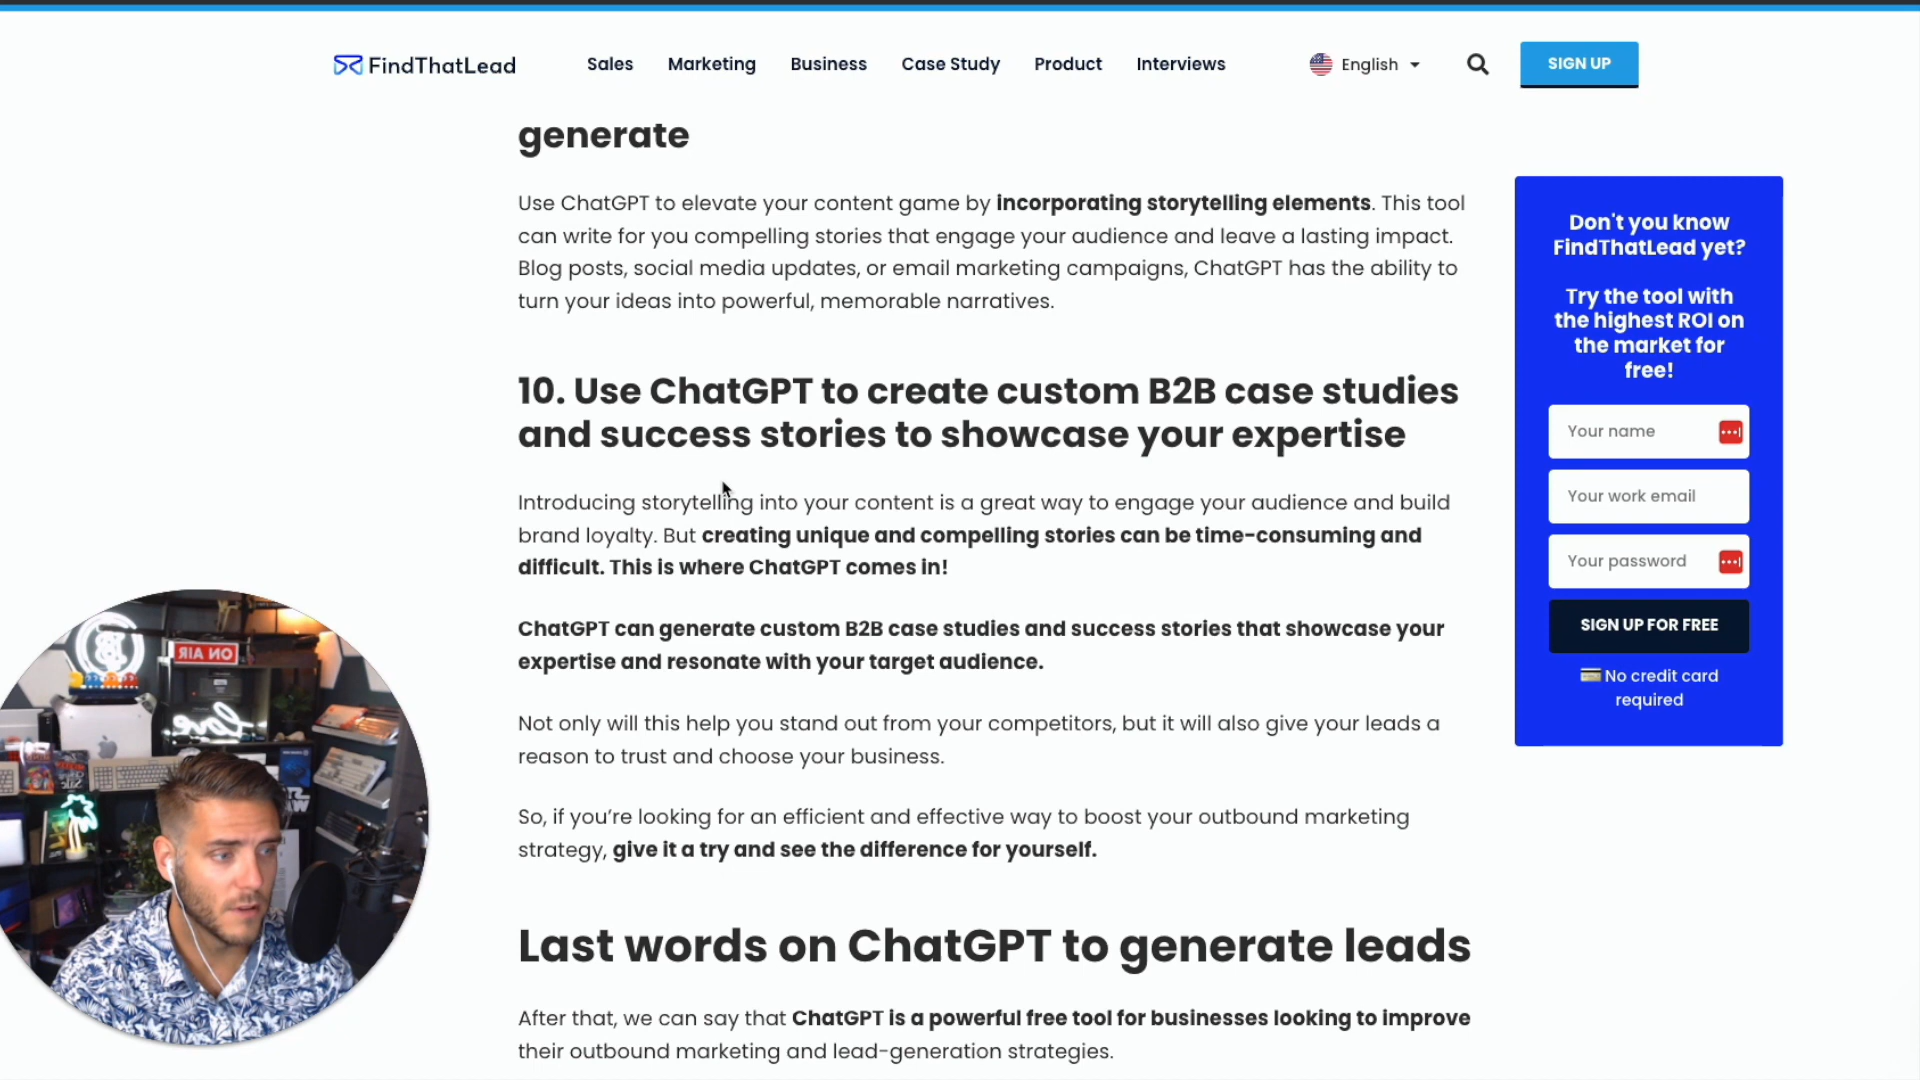 FindThatLead
Sales Marketing Business Case Study Product Interviews
English
SIGN UP
generate
Use ChatGPT to elevate your content game by incorporating storytelling elements. This tool
can write for you compelling stories that engage your audience and leave a lasting impact.
Blog posts, social media updates, or email marketing campaigns, ChatGPT has the ability to
turn your ideas into powerful, memorable narratives.
10. Use ChatGPT to create custom B2B case studies
and success stories to showcase your expertise
Introducing storytelling into your content is a great way to engage your audience and build
brand loyalty. But creating unique and compelling stories can be time-consuming and
difficult. This is where ChatGPT comes in!
ChatGPT can generate custom B2B case studies and success stories that showcase your
expertise and resonate with your target audience.
Not only will this help you stand out from your competitors, but it will also give your leads a
reason to trust and choose your business.
So, if you’re looking for an efficient and effective way to boost your outbound marketing
strategy, give it a try and see the difference for yourself.
Last words on ChatGPT to generate leads
After that, we can say that ChatGPT is a powerful free tool for businesses looking to improve
their outbound marketing and lead-generation strategies.
Don't you know
FindThatLead yet?
Try the tool with
the highest ROI on
the market for
free!
Your name
Your work email
Your password
SIGN UP FOR FREE
No credit card
required
ON AIR
love